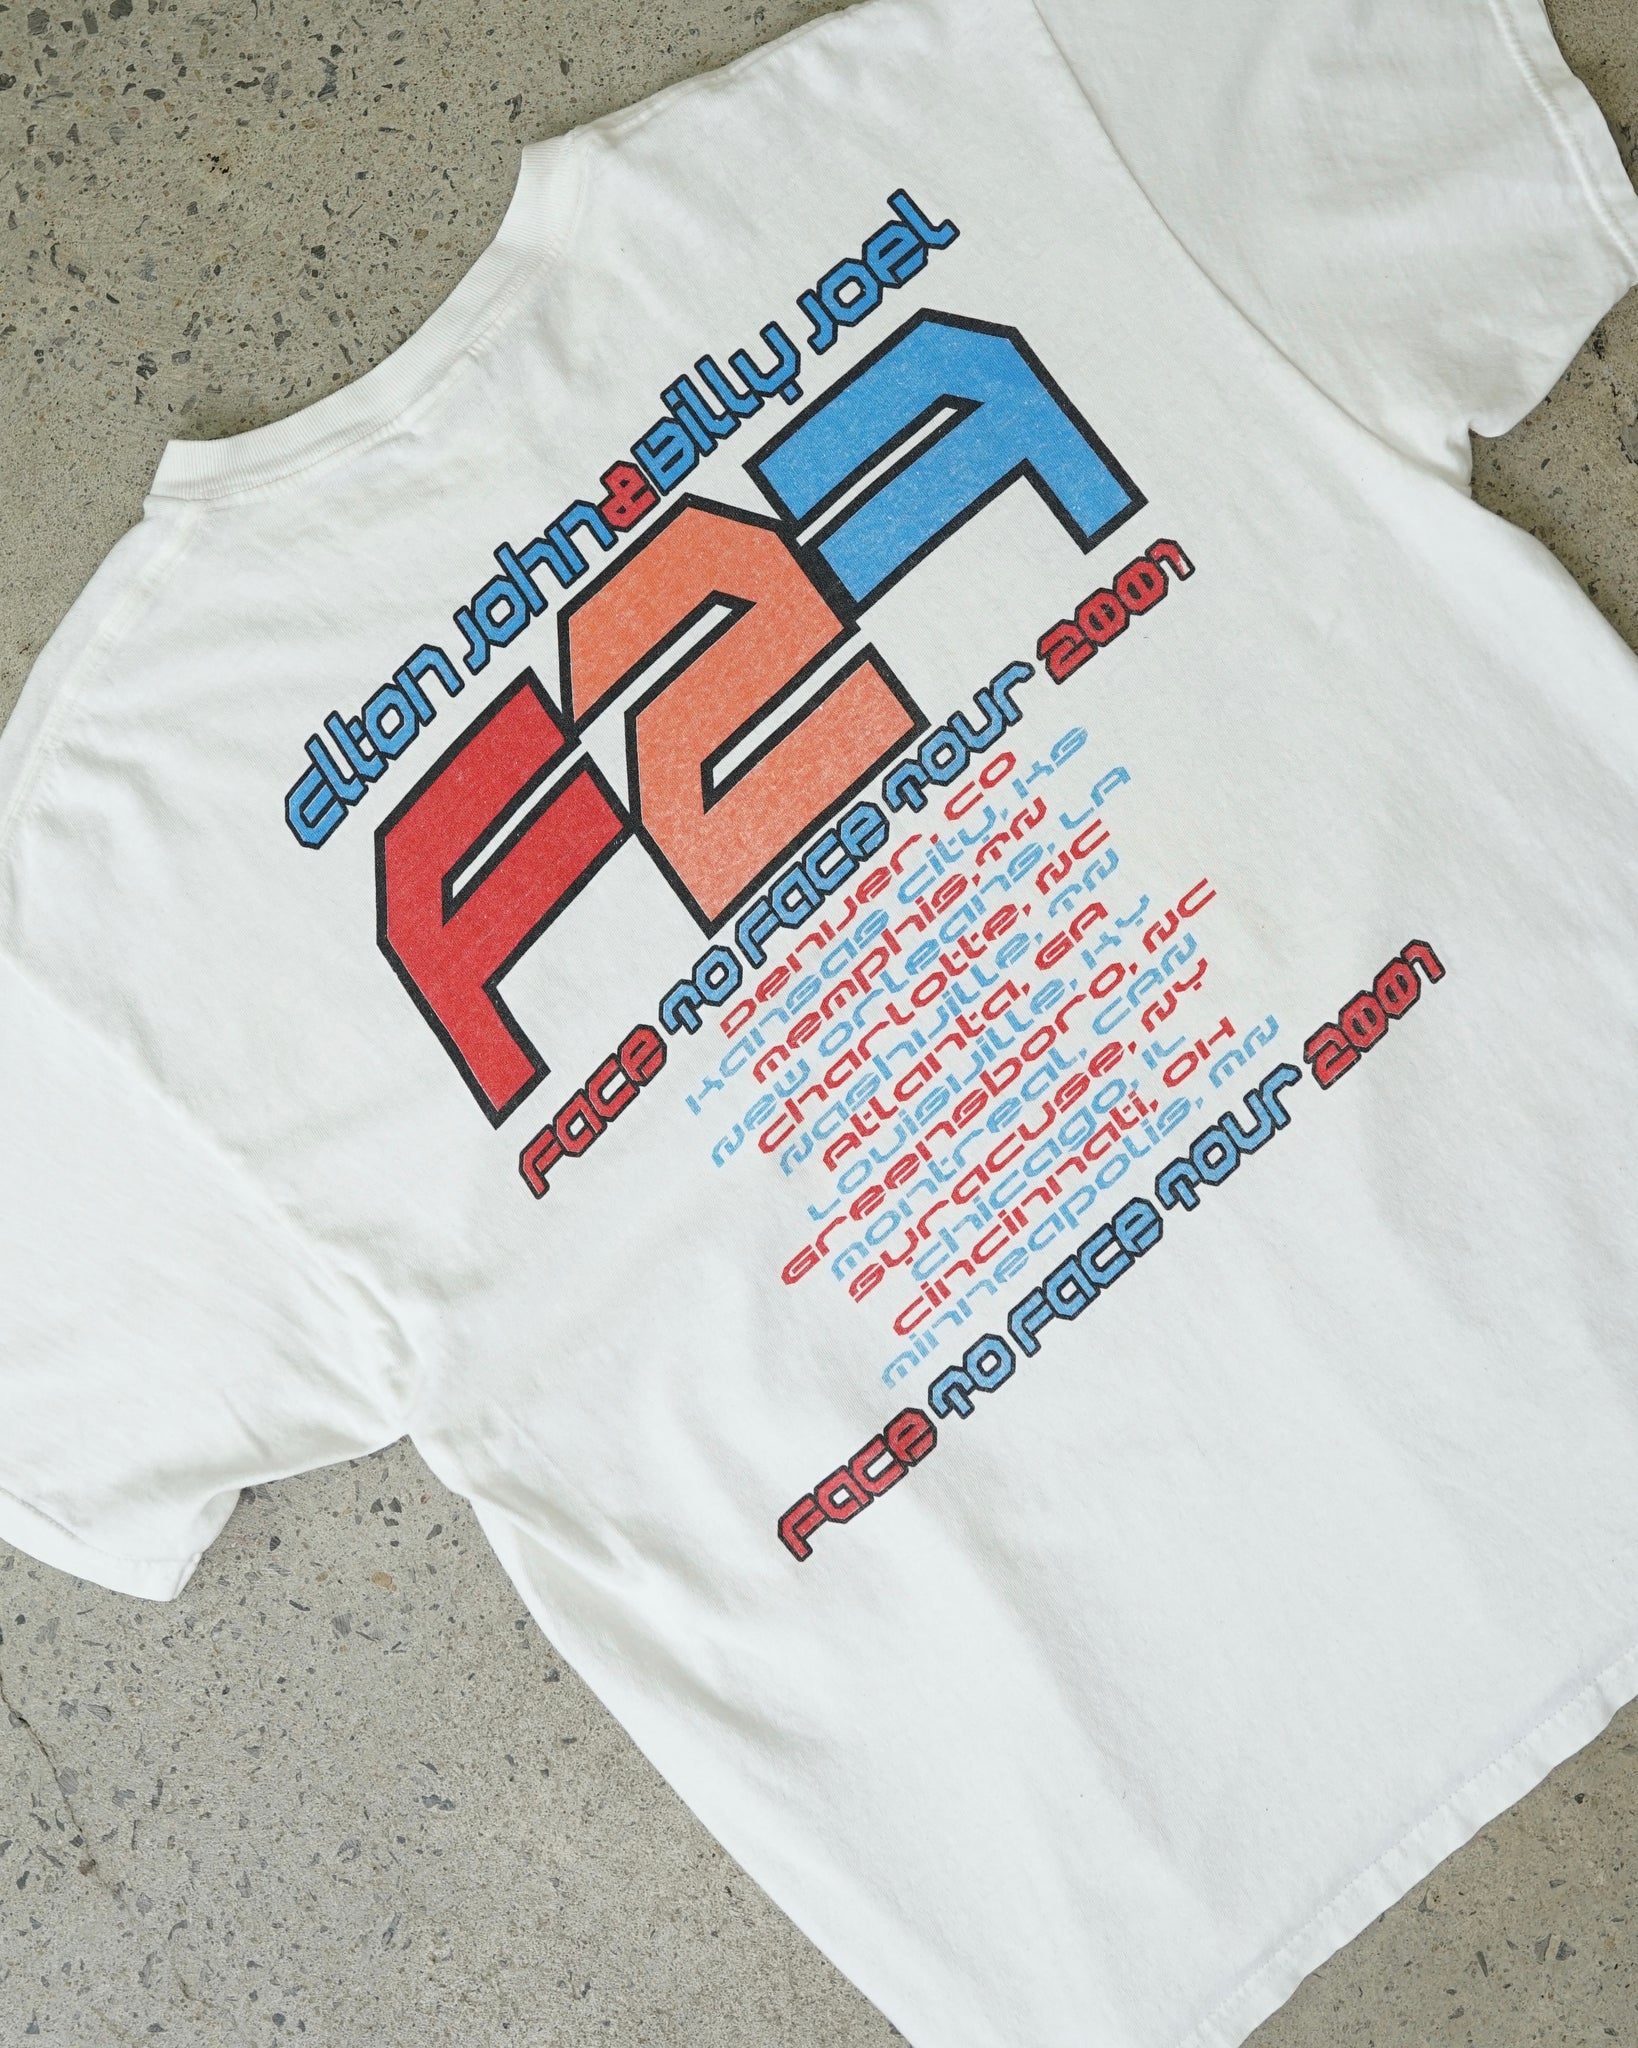 elton john & Billy Joel
F2F
Face to Face Tour 2001
Denver, CO
Kansas City, KS
Memphis, TN
New Orleans, LA
Charlotte, NC
Nashville, TN
Atlanta, GA
Louisville, KY
Greensboro, NC
Montreal, CAN
Syracuse, NY
Chicago, IL
Cincinnati, OH
Minneapolis, MN
Face to Face Tour 2001